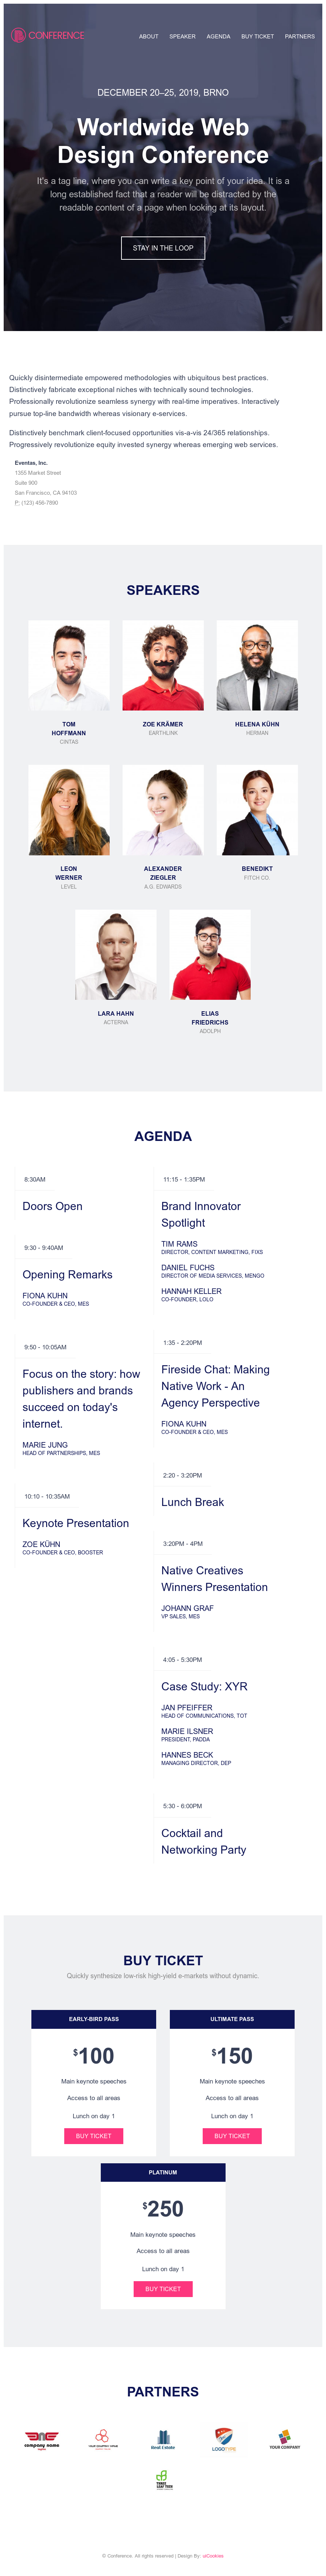 CONFERENCE
ABOUT
SPEAKER
AGENDA
BUY TICKET
PARTNERS
DECEMBER 20–25, 2019, BRNO
Worldwide Web
Design Conference
It's a tag line, where you can write a key point of your idea. It is a
long established fact that a reader will be distracted by the
readable content of a page when looking at its layout.
STAY IN THE LOOP
Quickly disintermediate empowered methodologies with ubiquitous best practices.
Distinctively fabricate exceptional niches with technically sound technologies.
Professionally revolutionize seamless synergy with real-time imperatives. Interactively
pursue top-line bandwidth whereas visionary e-services.
Distinctively benchmark client-focused opportunities vis-a-vis 24/365 relationships.
Progressively revolutionize equity invested synergy whereas emerging web services.
Eventas, Inc.
1355 Market Street
Suite 900
San Francisco, CA 94103
P: (123) 456-7890
SPEAKERS
TOM
HOFFMANN
CINTAS
ZOE KRÄMER
EARTHLINK
HELENA KÜHN
HERMAN
LEON
WERNER
LEVEL
ALEXANDER
ZIEGLER
A.G. EDWARDS
BENEDIKT
FITCH CO.
LARA HAHN
ACTERNA
ELIAS
FRIEDRICHS
ADOLPH
AGENDA
8:30AM
Doors Open
9:30 - 9:40AM
Opening Remarks
FIONA KUHN
CO-FOUNDER & CEO, MES
9:50 - 10:05AM
Focus on the story: how
publishers and brands
succeed on today's
internet.
MARIE JUNG
HEAD OF PARTNERSHIPS, MES
10:10 - 10:35AM
Keynote Presentation
ZOE KÜHN
CO-FOUNDER & CEO, BOOSTER
11:15 - 1:35PM
Brand Innovator
Spotlight
TIM RAMS
DIRECTOR, CONTENT MARKETING, FIXS
DANIEL FUCHS
DIRECTOR OF MEDIA SERVICES, MENGO
HANNAH KELLER
CO-FOUNDER, LOLO
1:35 - 2:20PM
Fireside Chat: Making
Native Work - An
Agency Perspective
FIONA KUHN
CO-FOUNDER & CEO, MES
2:20 - 3:20PM
Lunch Break
3:20PM - 4PM
Native Creatives
Winners Presentation
JOHANN GRAF
VP SALES, MES
4:05 - 5:30PM
Case Study: XYR
JAN PFEIFFER
HEAD OF COMMUNICATIONS, TOT
MARIE ILSNER
PRESIDENT, PADDA
HANNES BECK
MANAGING DIRECTOR, DEP
5:30 - 6:00PM
Cocktail and
Networking Party
BUY TICKET
Quickly synthesize low-risk high-yield e-markets without dynamic.
EARLY-BIRD PASS
$100
Main keynote speeches
Access to all areas
Lunch on day 1
BUY TICKET
ULTIMATE PASS
$150
Main keynote speeches
Access to all areas
Lunch on day 1
BUY TICKET
PLATINUM
$250
Main keynote speeches
Access to all areas
Lunch on day 1
BUY TICKET
PARTNERS
company name
Real Estate
LOGOTYPE
YOUR COMPANY
© Conference. All rights reserved | Design By: uiCookies